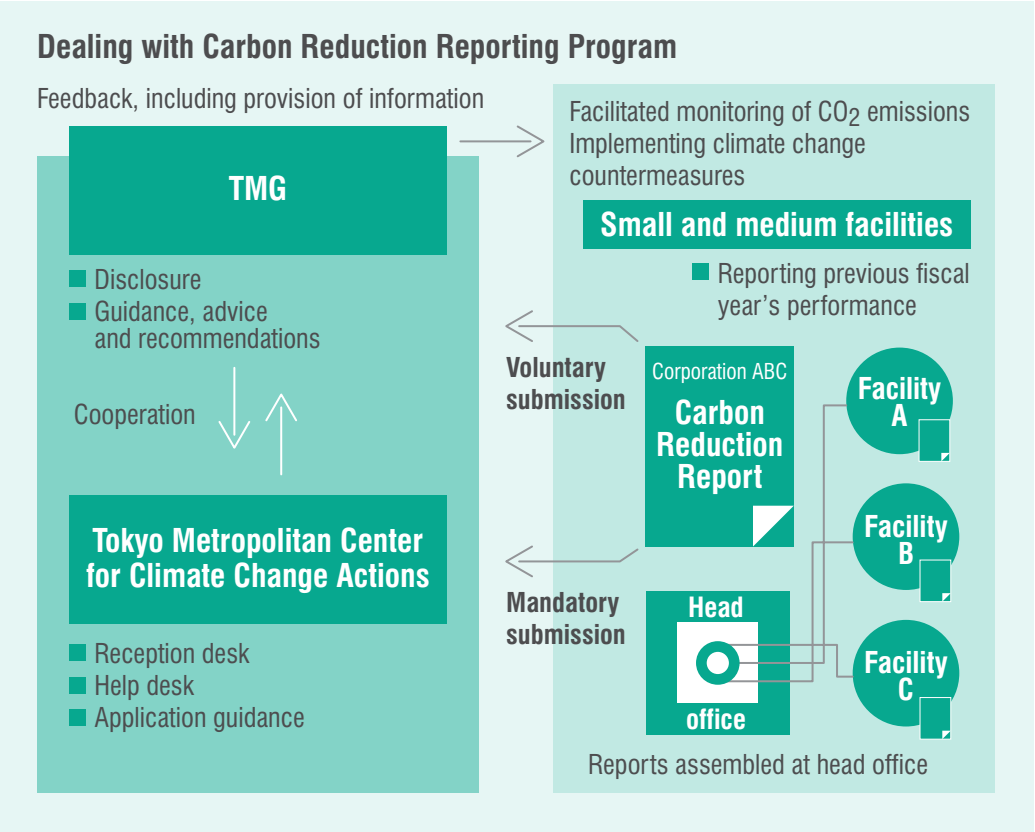 Dealing with Carbon Reduction Reporting Program
Feedback, including provision of information
TMG
Disclosure
Guidance, advice
and recommendations
Cooperation
Tokyo Metropolitan Center
for Climate Change Actions
Reception desk
Help desk
Application guidance
Facilitated monitoring of CO₂ emissions
Implementing climate change
countermeasures
Small and medium facilities
Reporting previous fiscal
year’s performance
Voluntary
submission
Corporation ABC
Carbon
Reduction
Report
Mandatory
submission
Facility
A
Facility
B
Facility
C
Head
office
Reports assembled at head office